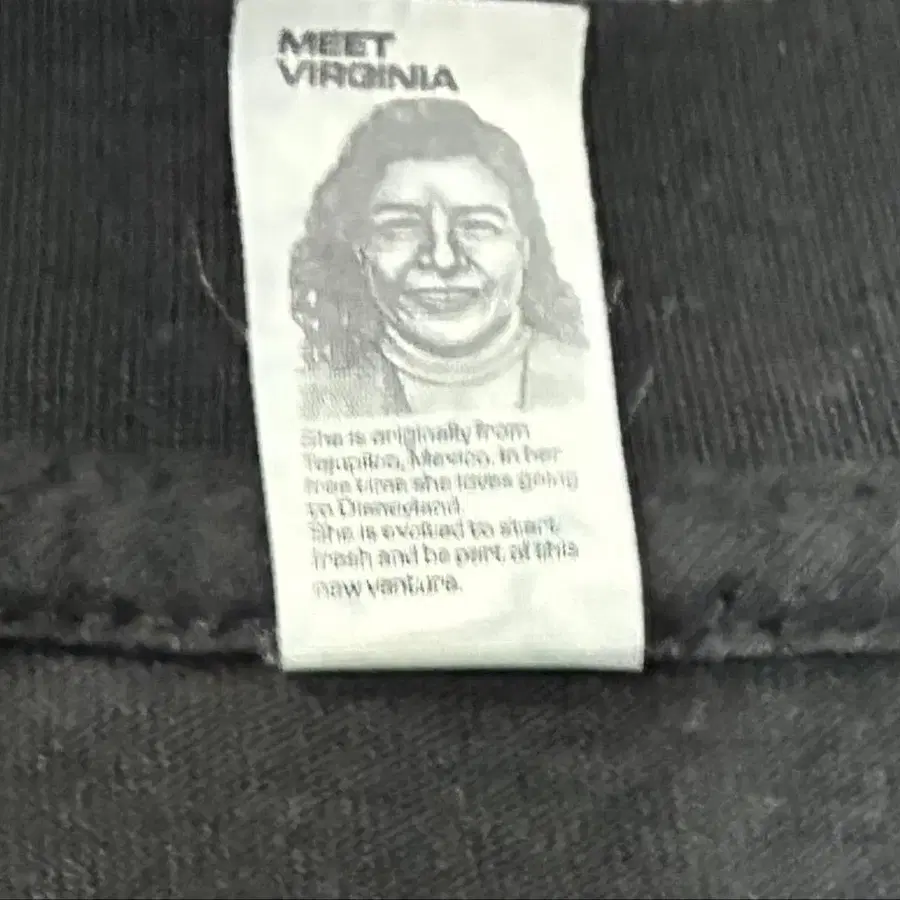 MEET
VIRGINIA
She is originally from
Tejupilco, Mexico. In her
free time she loves going
to Disneyland.
She is excited to start
fresh and be part of this
new venture.